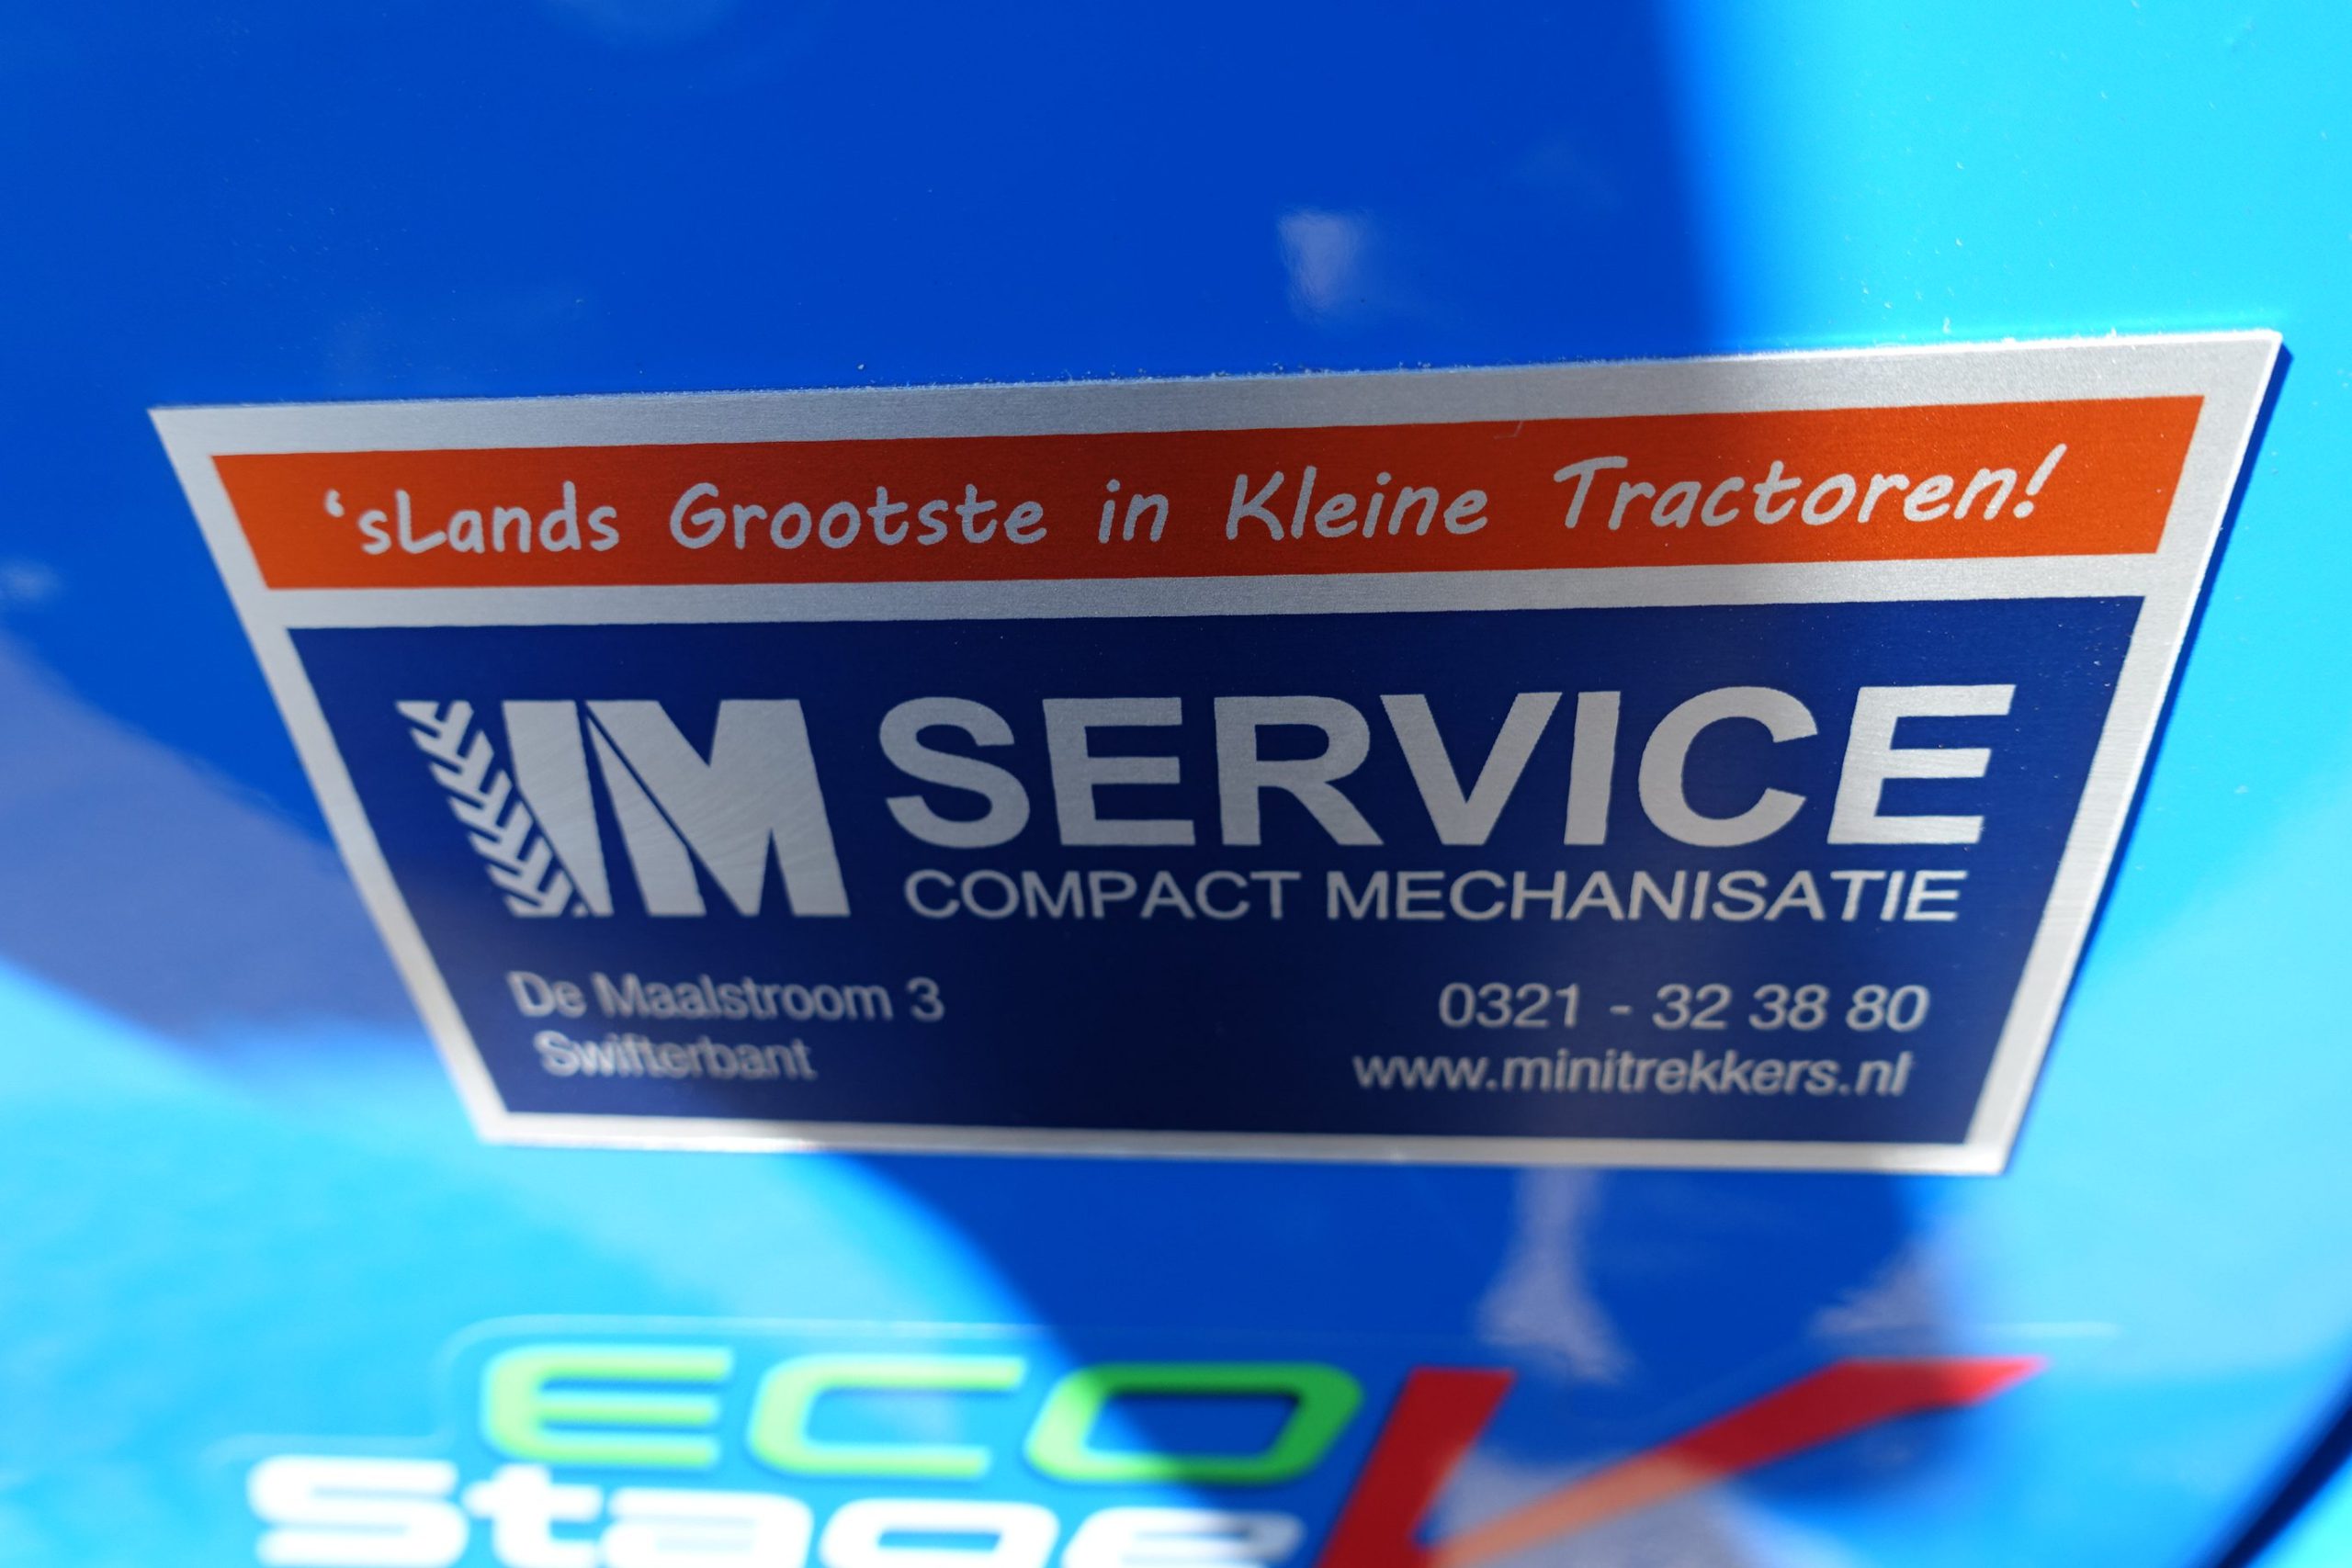 ‘sLands Grootste in Kleine Tractoren!
IM SERVICE
COMPACT MECHANISATIE
De Maalstroom 3
Swifterbant
0321 - 32 38 80
www.minitrekkers.nl
ECO
Stage V